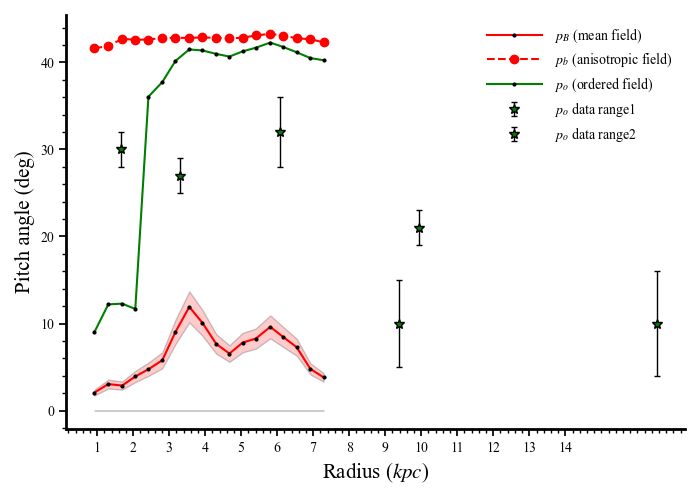 p_B (mean field)
p_b (anisotropic field)
p_o (ordered field)
p_o data range1
p_o data range2
40
30
20
10
0
Pitch angle (deg)
1 2 3 4 5 6 7 8 9 10 11 12 13 14
Radius (kpc)